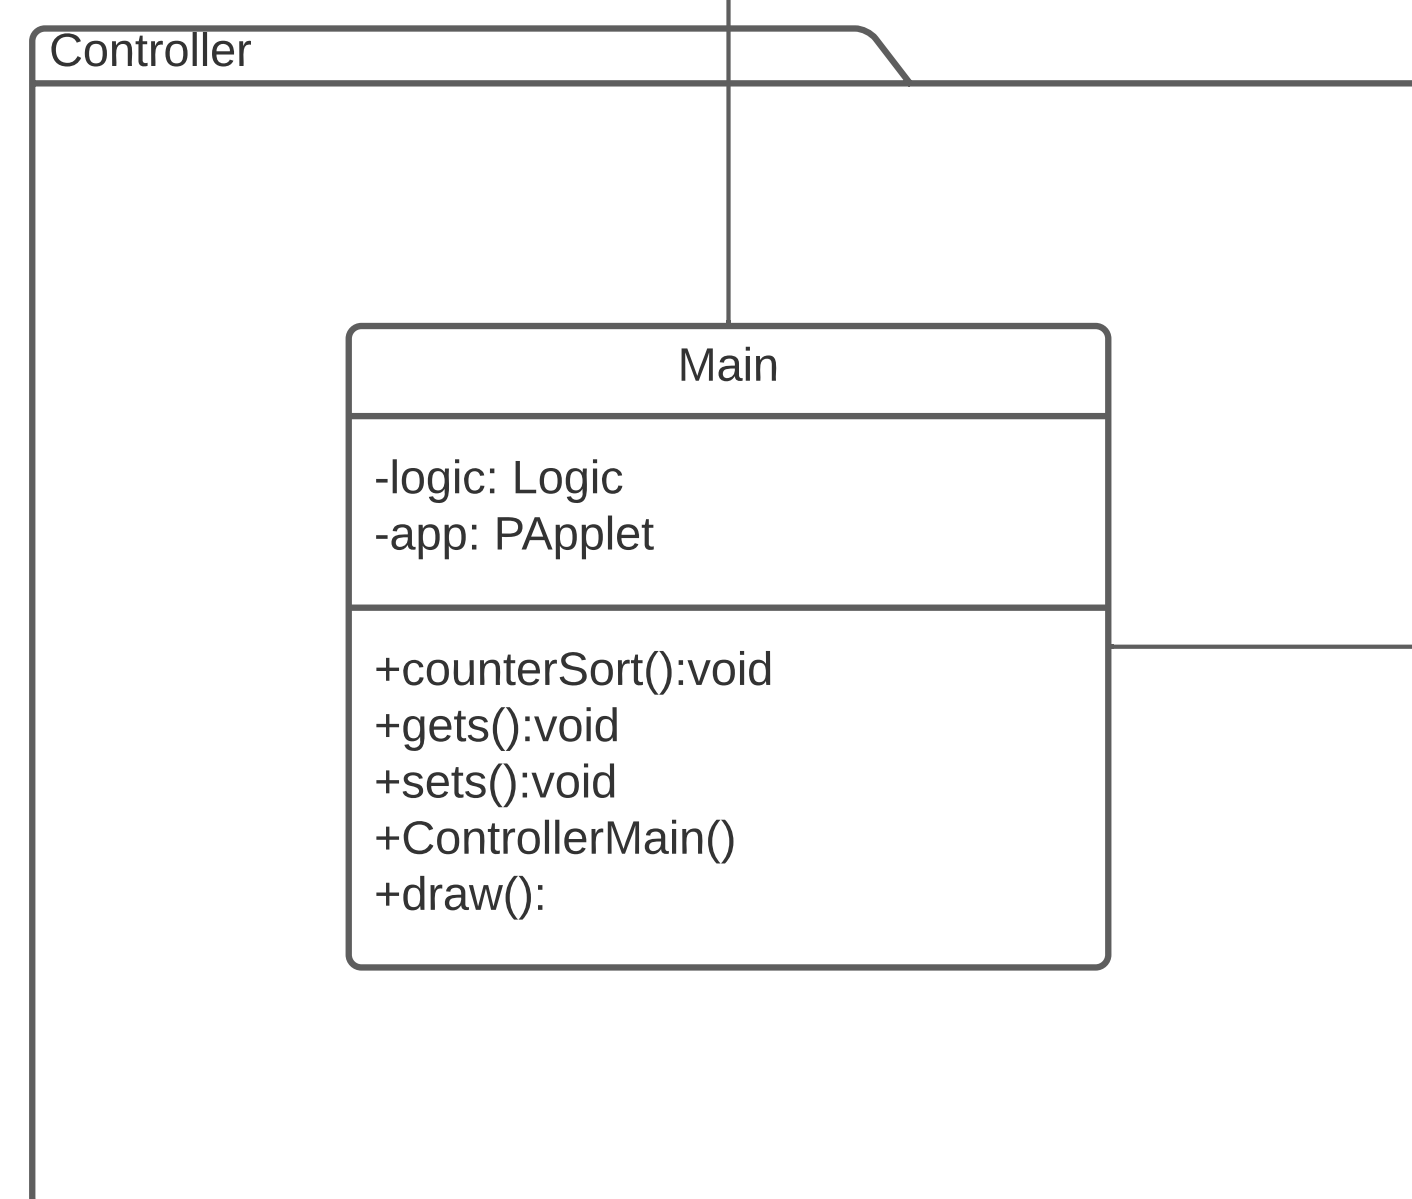 Controller
Main
-logic: Logic
-app: PApplet
+counterSort():void
+gets():void
+sets():void
+ControllerMain()
+draw():